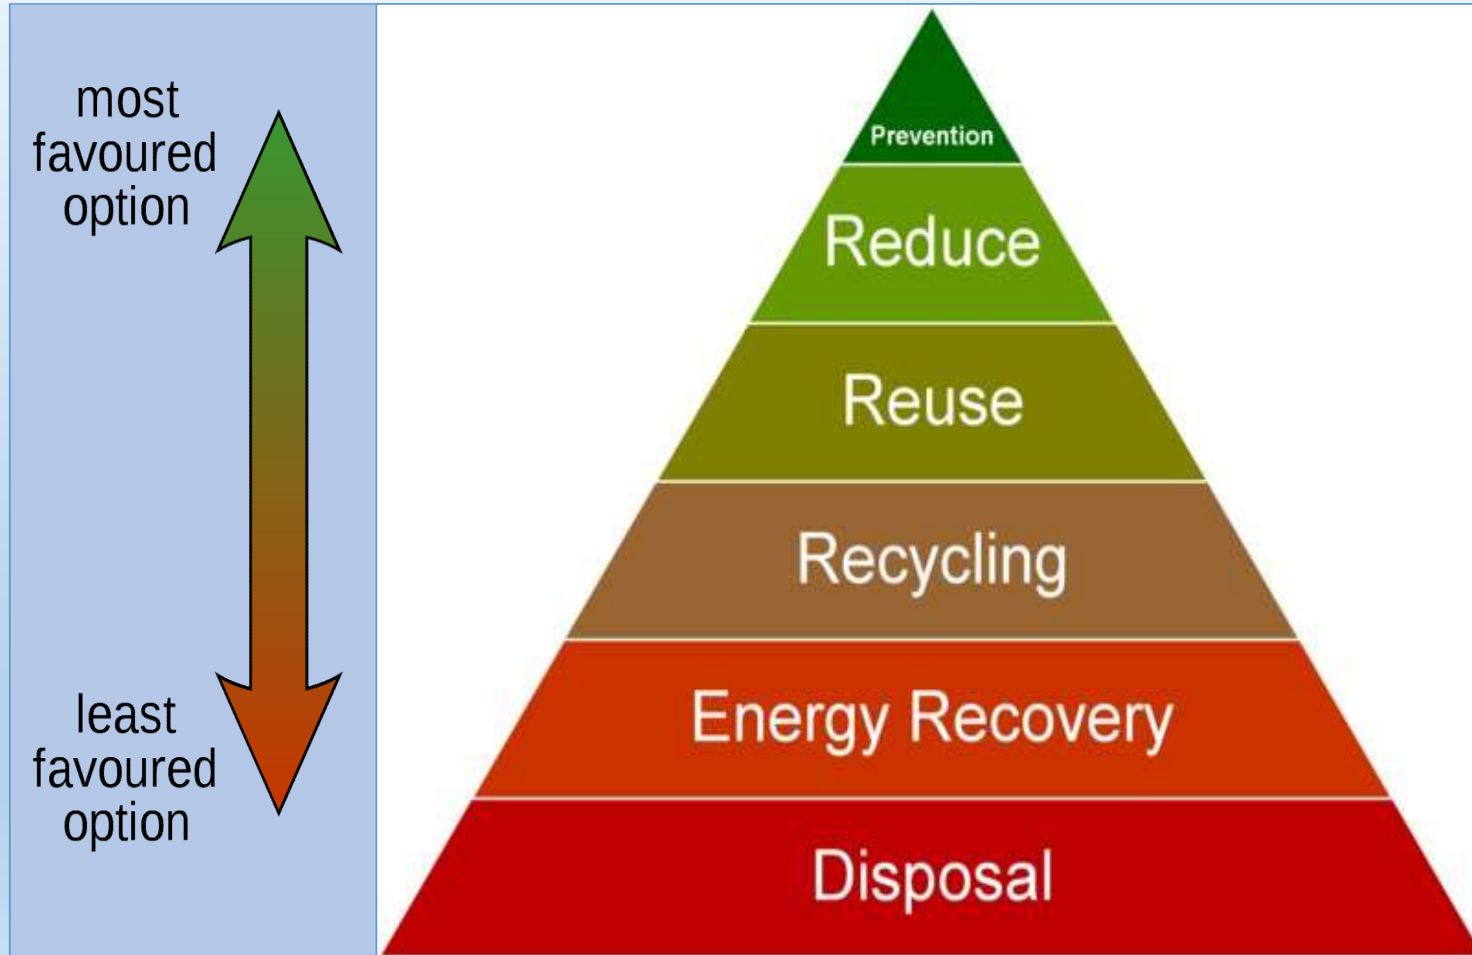 most
favoured
option
least
favoured
option
Prevention
Reduce
Reuse
Recycling
Energy Recovery
Disposal